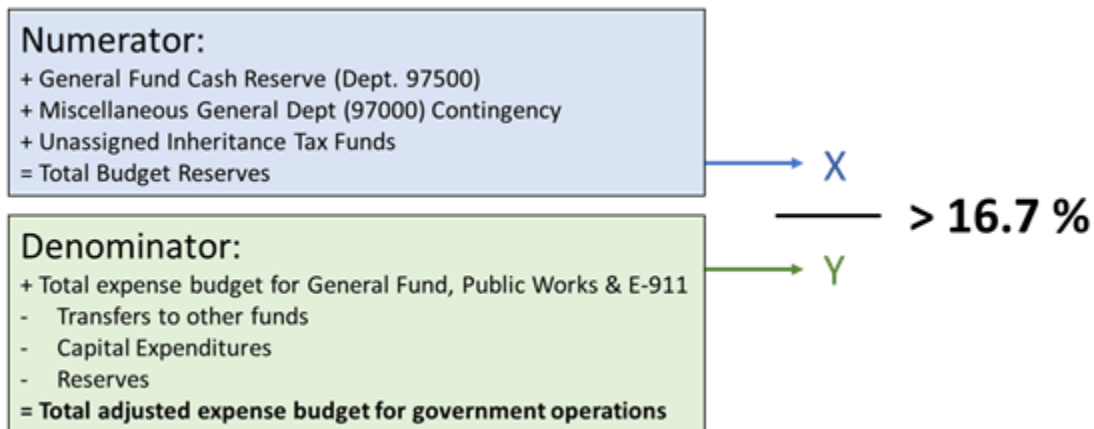 Numerator:
+ General Fund Cash Reserve (Dept. 97500)
+ Miscellaneous General Dept (97000) Contingency
+ Unassigned Inheritance Tax Funds
= Total Budget Reserves
X
> 16.7 %
Denominator:
+ Total expense budget for General Fund, Public Works & E-911
- Transfers to other funds
- Capital Expenditures
- Reserves
= Total adjusted expense budget for government operations
Y